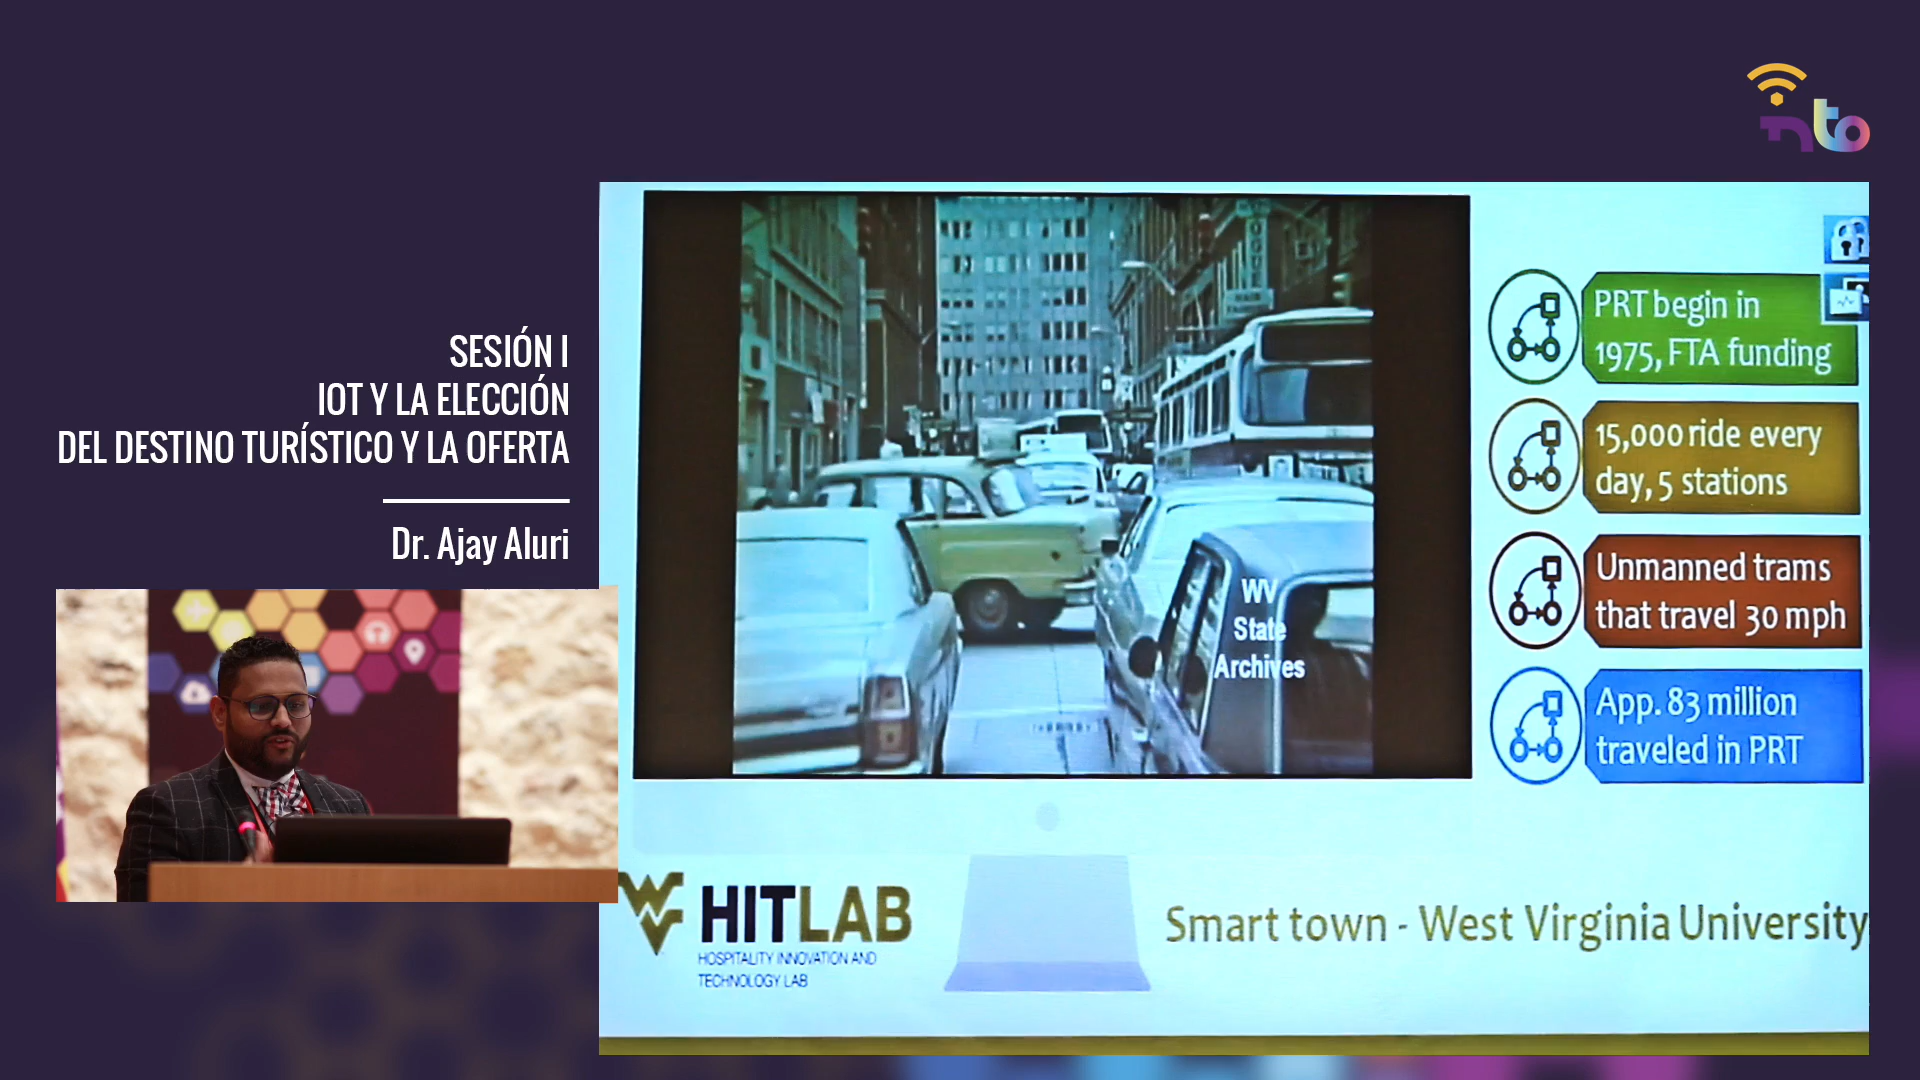 nto
SESIÓN I
IOT Y LA ELECCIÓN
DEL DESTINO TURÍSTICO Y LA OFERTA
Dr. Ajay Aluri
WV
State
Archives
PRT begin in
1975, FTA funding
15,000 ride every
day, 5 stations
Unmanned trams
that travel 30 mph
App. 83 million
traveled in PRT
WV
HITLAB
HOSPITALITY INNOVATION AND
TECHNOLOGY LAB
Smart town - West Virginia University